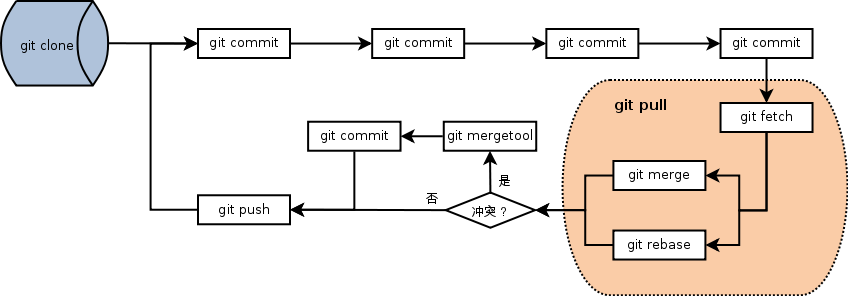 git clone
git commit
git commit
git commit
git commit
git pull
git fetch
git commit
git mergetool
git merge
是
否
git push
冲突？
git rebase